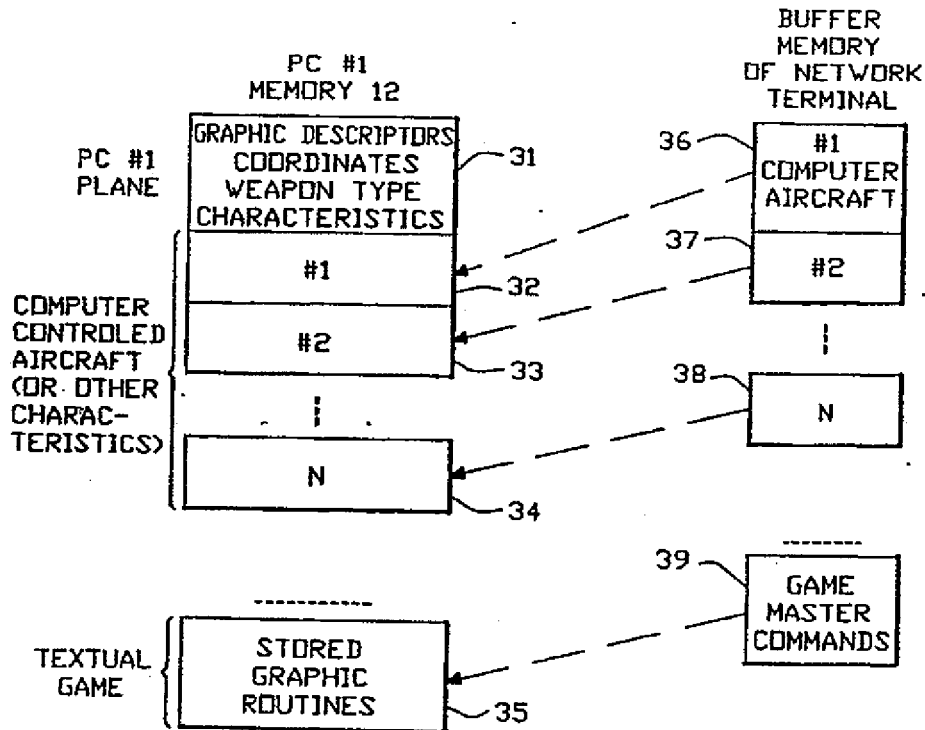 PC #1
MEMORY 12
PC #1
PLANE
GRAPHIC DESCRIPTORS
COORDINATES
WEAPON TYPE
CHARACTERISTICS
31
#1
32
#2
33
N
34
COMPUTER
CONTROLED
AIRCRAFT
(OR OTHER
CHARAC-
TERISTICS)
TEXTUAL
GAME
STORED
GRAPHIC
ROUTINES
35
BUFFER
MEMORY
OF NETWORK
TERMINAL
36
#1
COMPUTER
AIRCRAFT
37
#2
38
N
39
GAME
MASTER
COMMANDS